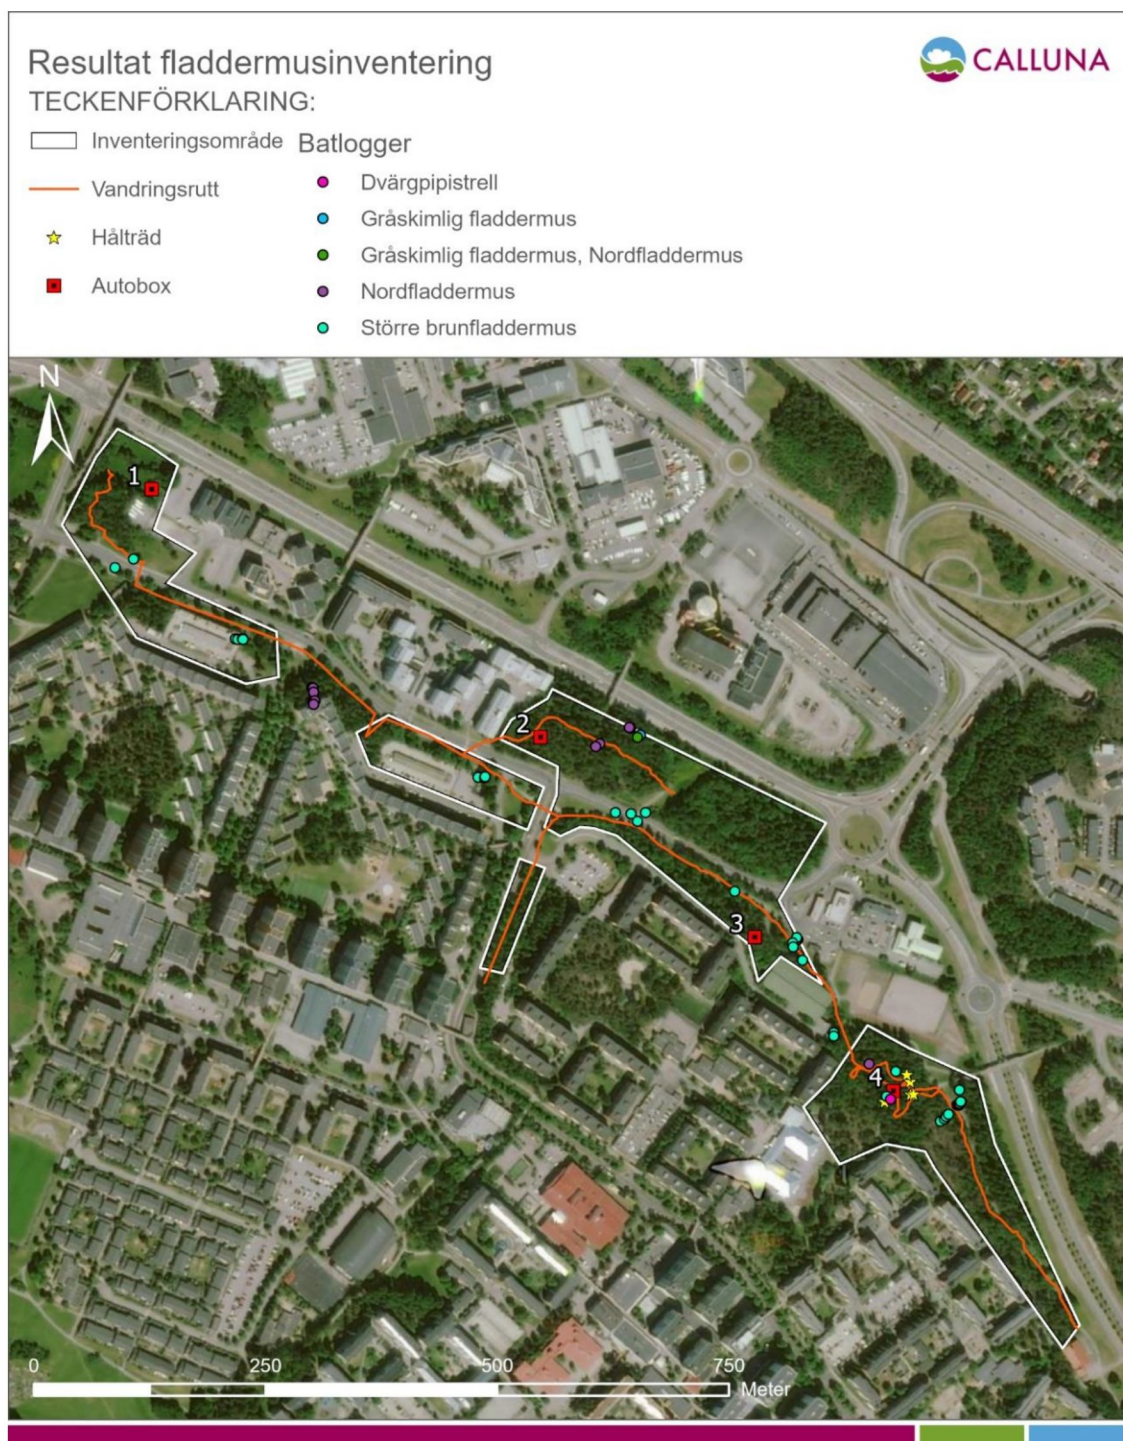 Resultat fladdermusinventering
CALLUNA
TECKENFÖRKLARING:
Inventeringsområde
Batlogger
Vandringsrutt
Dvärgpipistrell
Hålträd
Gråskimlig fladdermus
Autobox
Gråskimlig fladdermus, Nordfladdermus
Nordfladdermus
Större brunfladdermus
N
1
2
3
4
0 250 500 750
Meter